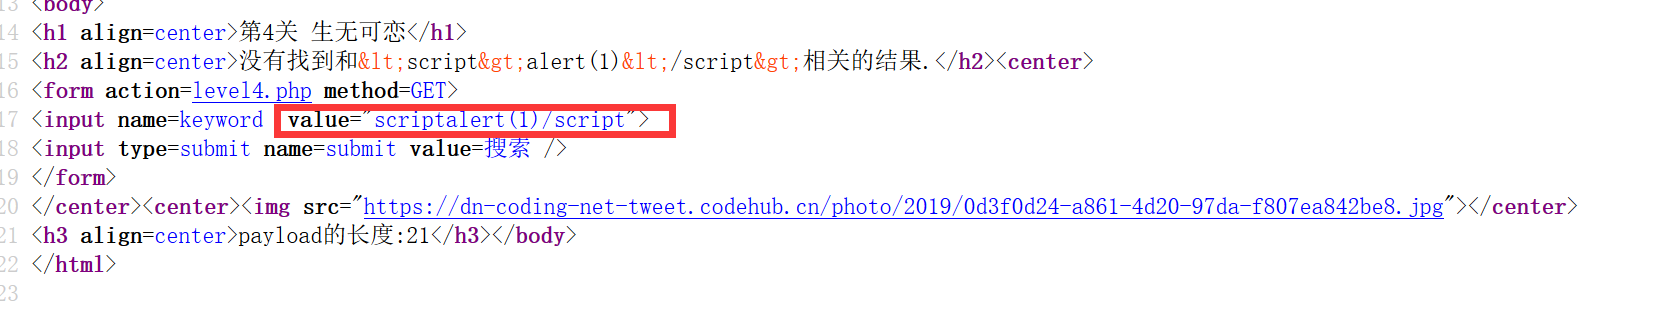 13 <body>
14 <h1 align=center>第4关 生无可恋</h1>
15 <h2 align=center>没有找到和&lt;script&gt;alert(1)&lt;/script&gt;相关的结果.</h2><center>
16 <form action=level4.php method=GET>
17 <input name=keyword  value="scriptalert(1)/script">
18 <input type=submit name=submit value=搜索 />
19 </form>
20 </center><center><img src="https://dn-coding-net-tweet.codehub.cn/photo/2019/0d3f0d24-a861-4d20-97da-f807ea842be8.jpg"></center>
21 <h3 align=center>payload的长度:21</h3></body>
22 </html>
23